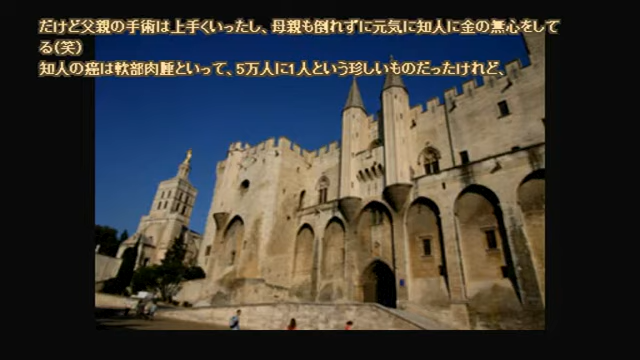 だけど父親の手術は上手くいったし、母親も倒れずに元気に知人に金の無心をして
る(笑)
知人の癌は軟部肉腫といって、5万人に1人という珍しいものだったけれど、